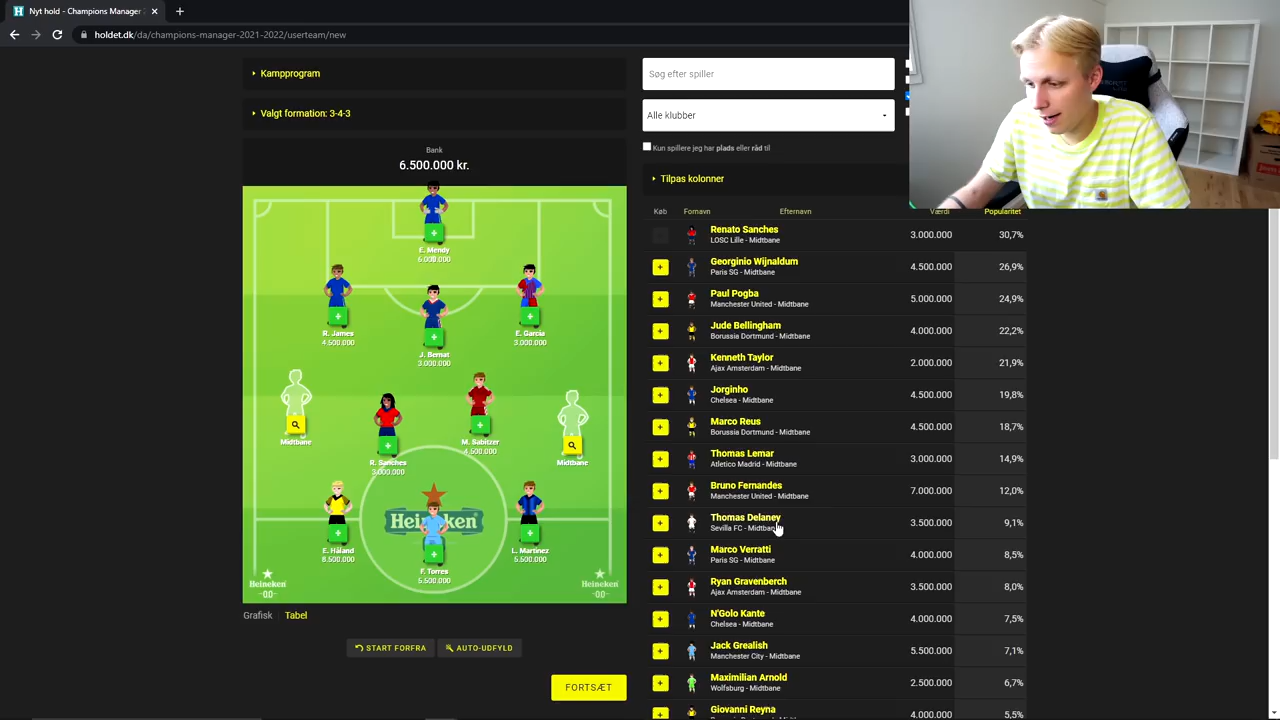 Nyt hold - Champions Manager
holdet.dk/da/champions-manager-2021-2022/userteam/new
Kampprogram
Valgt formation: 3-4-3
Bank
6.500.000 kr.
E. Mendy
R. James
4.500.000
E. Garcia
3.000.000
J. Bernat
3.000.000
Midtbane
R. Sanches
3.000.000
M. Sabitzer
4.500.000
Midtbane
Heineken
E. Håland
8.500.000
F. Torres
5.500.000
L. Martinez
5.500.000
Heineken
0.0
Heineken
0.0
Grafisk
Tabel
START FORFRA
AUTO-UDFYLD
FORTSÆT
Søg efter spiller
Alle klubber
Kun spillere jeg har plads eller råd til
Tilpas kolonner
Køb Fornavn Efternavn Værdi Popularitet
Renato Sanches 3.000.000 30,7%
LOSC Lille - Midtbane
Georginio Wijnaldum 4.500.000 26,9%
Paris SG - Midtbane
Paul Pogba 5.000.000 24,9%
Manchester United - Midtbane
Jude Bellingham 4.000.000 22,2%
Borussia Dortmund - Midtbane
Kenneth Taylor 2.000.000 21,9%
Ajax Amsterdam - Midtbane
Jorginho 4.500.000 19,8%
Chelsea - Midtbane
Marco Reus 4.500.000 18,7%
Borussia Dortmund - Midtbane
Thomas Lemar 3.000.000 14,9%
Atletico Madrid - Midtbane
Bruno Fernandes 7.000.000 12,0%
Manchester United - Midtbane
Thomas Delaney 3.500.000 9,1%
Sevilla FC - Midtbane
Marco Verratti 4.000.000 8,5%
Paris SG - Midtbane
Ryan Gravenberch 3.500.000 8,0%
Ajax Amsterdam - Midtbane
N'Golo Kante 4.000.000 7,5%
Chelsea - Midtbane
Jack Grealish 5.500.000 7,1%
Manchester City - Midtbane
Maximilian Arnold 2.500.000 6,7%
Wolfsburg - Midtbane
Giovanni Reyna 4.000.000 5,5%